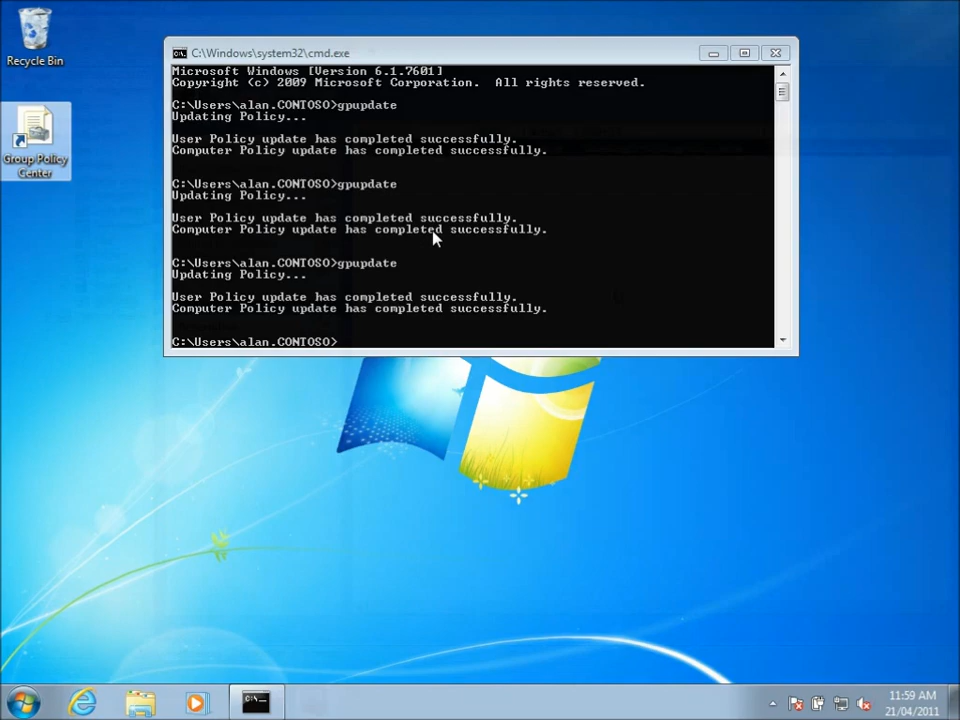 Recycle Bin
Group Policy
Center
C:\Windows\system32\cmd.exe
Microsoft Windows [Version 6.1.7601]
Copyright (c) 2009 Microsoft Corporation.  All rights reserved.
C:\Users\alan.CONTOSO>gpupdate
Updating Policy...
User Policy update has completed successfully.
Computer Policy update has completed successfully.
C:\Users\alan.CONTOSO>gpupdate
Updating Policy...
User Policy update has completed successfully.
Computer Policy update has completed successfully.
C:\Users\alan.CONTOSO>gpupdate
Updating Policy...
User Policy update has completed successfully.
Computer Policy update has completed successfully.
C:\Users\alan.CONTOSO>
11:59 AM
21/04/2011